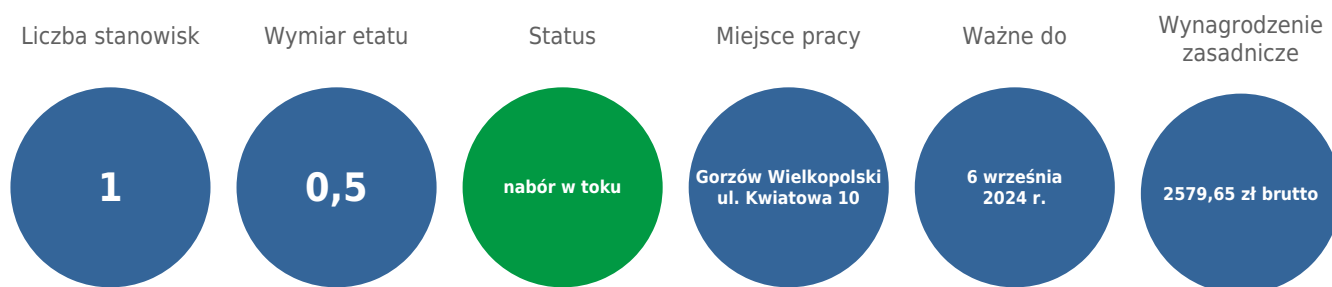 Liczba stanowisk
1
Wymiar etatu
0,5
Status
nabór w toku
Miejsce pracy
Gorzów Wielkopolski
ul. Kwiatowa 10
Ważne do
6 września
2024 r.
Wynagrodzenie
zasadnicze
2579,65 zł brutto